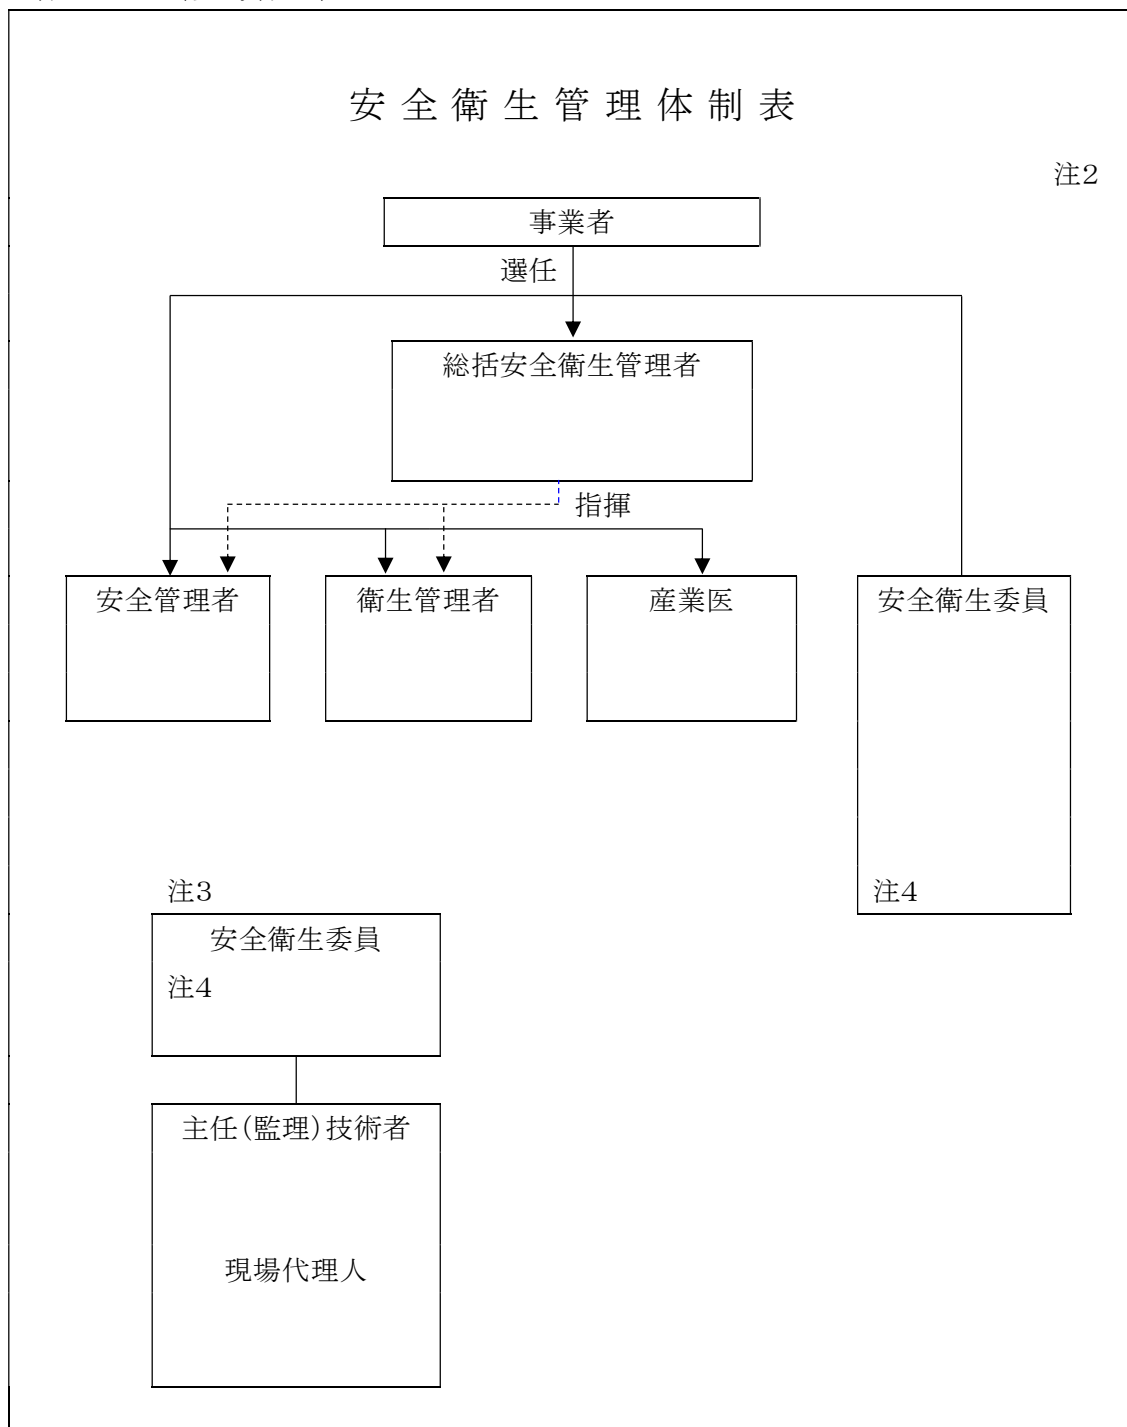 安全衛生管理体制表
注2
事業者
選任
総括安全衛生管理者
指揮
安全管理者
衛生管理者
産業医
安全衛生委員
注4
注3
安全衛生委員
注4
主任(監理)技術者
現場代理人